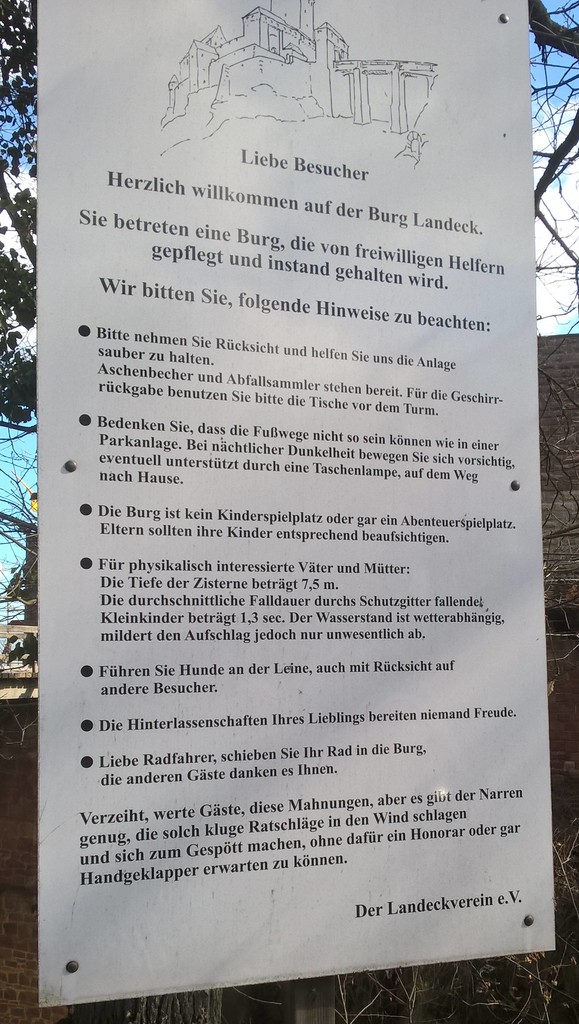 Liebe Besucher
Herzlich willkommen auf der Burg Landeck.
Sie betreten eine Burg, die von freiwilligen Helfern
gepflegt und instand gehalten wird.
Wir bitten Sie, folgende Hinweise zu beachten:
● Bitte nehmen Sie Rücksicht und helfen Sie uns die Anlage
sauber zu halten.
Aschenbecher und Abfallsammler stehen bereit. Für die Geschirr-
rückgabe benutzen Sie bitte die Tische vor dem Turm.
● Bedenken Sie, dass die Fußwege nicht so sein können wie in einer
Parkanlage. Bei nächtlicher Dunkelheit bewegen Sie sich vorsichtig,
eventuell unterstützt durch eine Taschenlampe, auf dem Weg
nach Hause.
● Die Burg ist kein Kinderspielplatz oder gar ein Abenteuerspielplatz.
Eltern sollten ihre Kinder entsprechend beaufsichtigen.
● Für physikalisch interessierte Väter und Mütter:
Die Tiefe der Zisterne beträgt 7,5 m.
Die durchschnittliche Falldauer durchs Schutzgitter fallender
Kleinkinder beträgt 1,3 sec. Der Wasserstand ist wetterabhängig,
mildert den Aufschlag jedoch nur unwesentlich ab.
● Führen Sie Hunde an der Leine, auch mit Rücksicht auf
andere Besucher.
● Die Hinterlassenschaften Ihres Lieblings bereiten niemand Freude.
● Liebe Radfahrer, schieben Sie Ihr Rad in die Burg,
die anderen Gäste danken es Ihnen.
Verzeiht, werte Gäste, diese Mahnungen, aber es gibt der Narren
genug, die solch kluge Ratschläge in den Wind schlagen
und sich zum Gespött machen, ohne dafür ein Honorar oder gar
Handgeklapper erwarten zu können.
Der Landeckverein e.V.